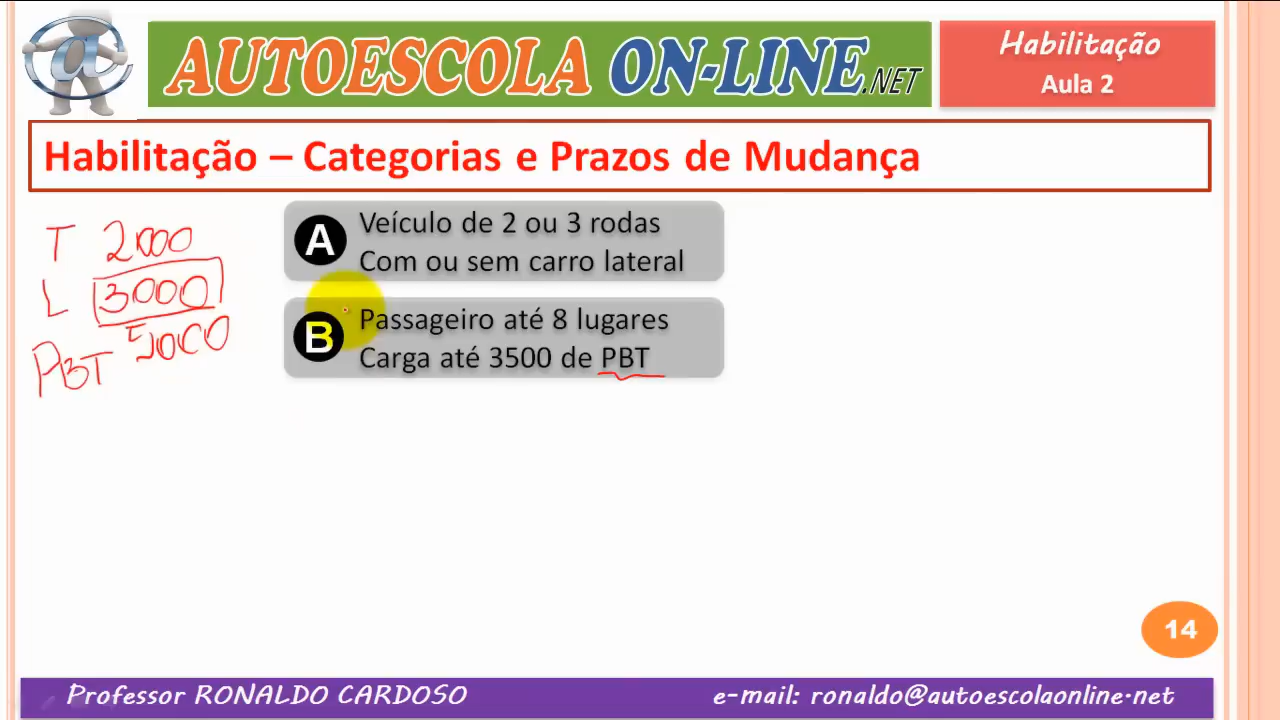 @
AUTOESCOLA ON-LINE.NET
Habilitação
Aula 2
Habilitação – Categorias e Prazos de Mudança
T 2000
L 3000
PBT 5000
A
Veículo de 2 ou 3 rodas
Com ou sem carro lateral
B
Passageiro até 8 lugares
Carga até 3500 de PBT
14
Professor RONALDO CARDOSO
e-mail: ronaldo@autoescolaonline.net